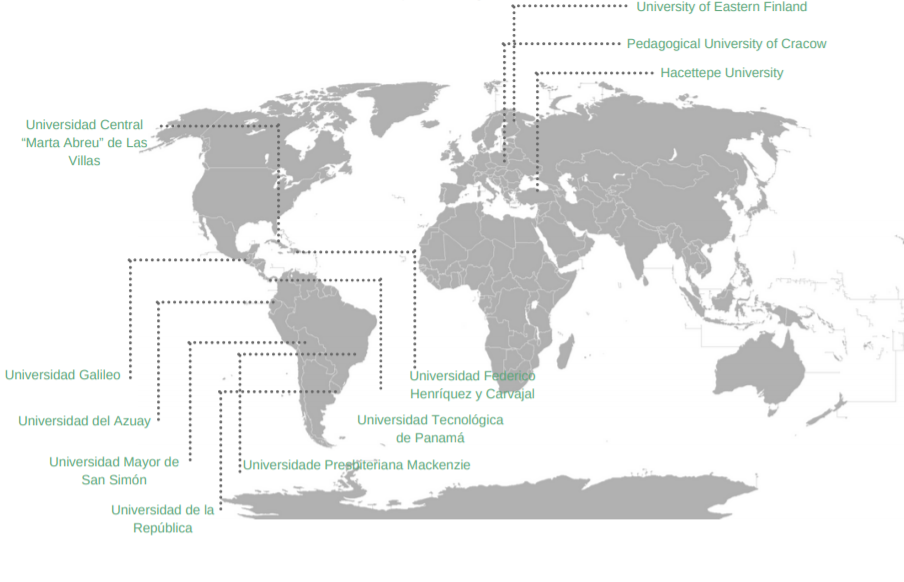 University of Eastern Finland
Pedagogical University of Cracow
Hacettepe University
Universidad Central
“Marta Abreu” de Las
Villas
Universidad Galileo
Universidad Federico
Henríquez y Carvajal
Universidad del Azuay
Universidad Tecnológica
de Panamá
Universidad Mayor de
San Simón
Universidade Presbiteriana Mackenzie
Universidad de la
República